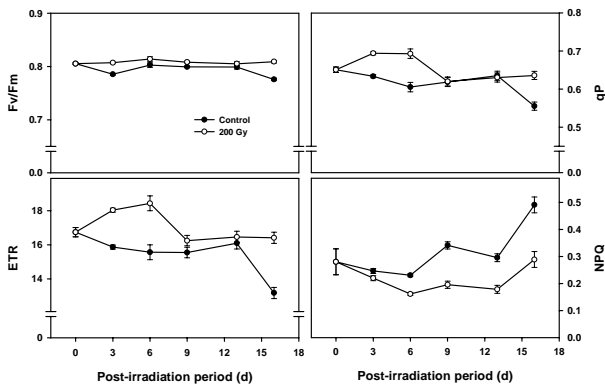 0.9
0.8
0.7
0.0
Fv/Fm
Control
200 Gy
0.8
0.7
0.6
0.5
0.0
qP
18
16
14
0
ETR
0 3 6 9 12 15 18
Post-irradiation period (d)
0.5
0.4
0.3
0.2
0.1
0.0
NPQ
0 3 6 9 12 15 18
Post-irradiation period (d)